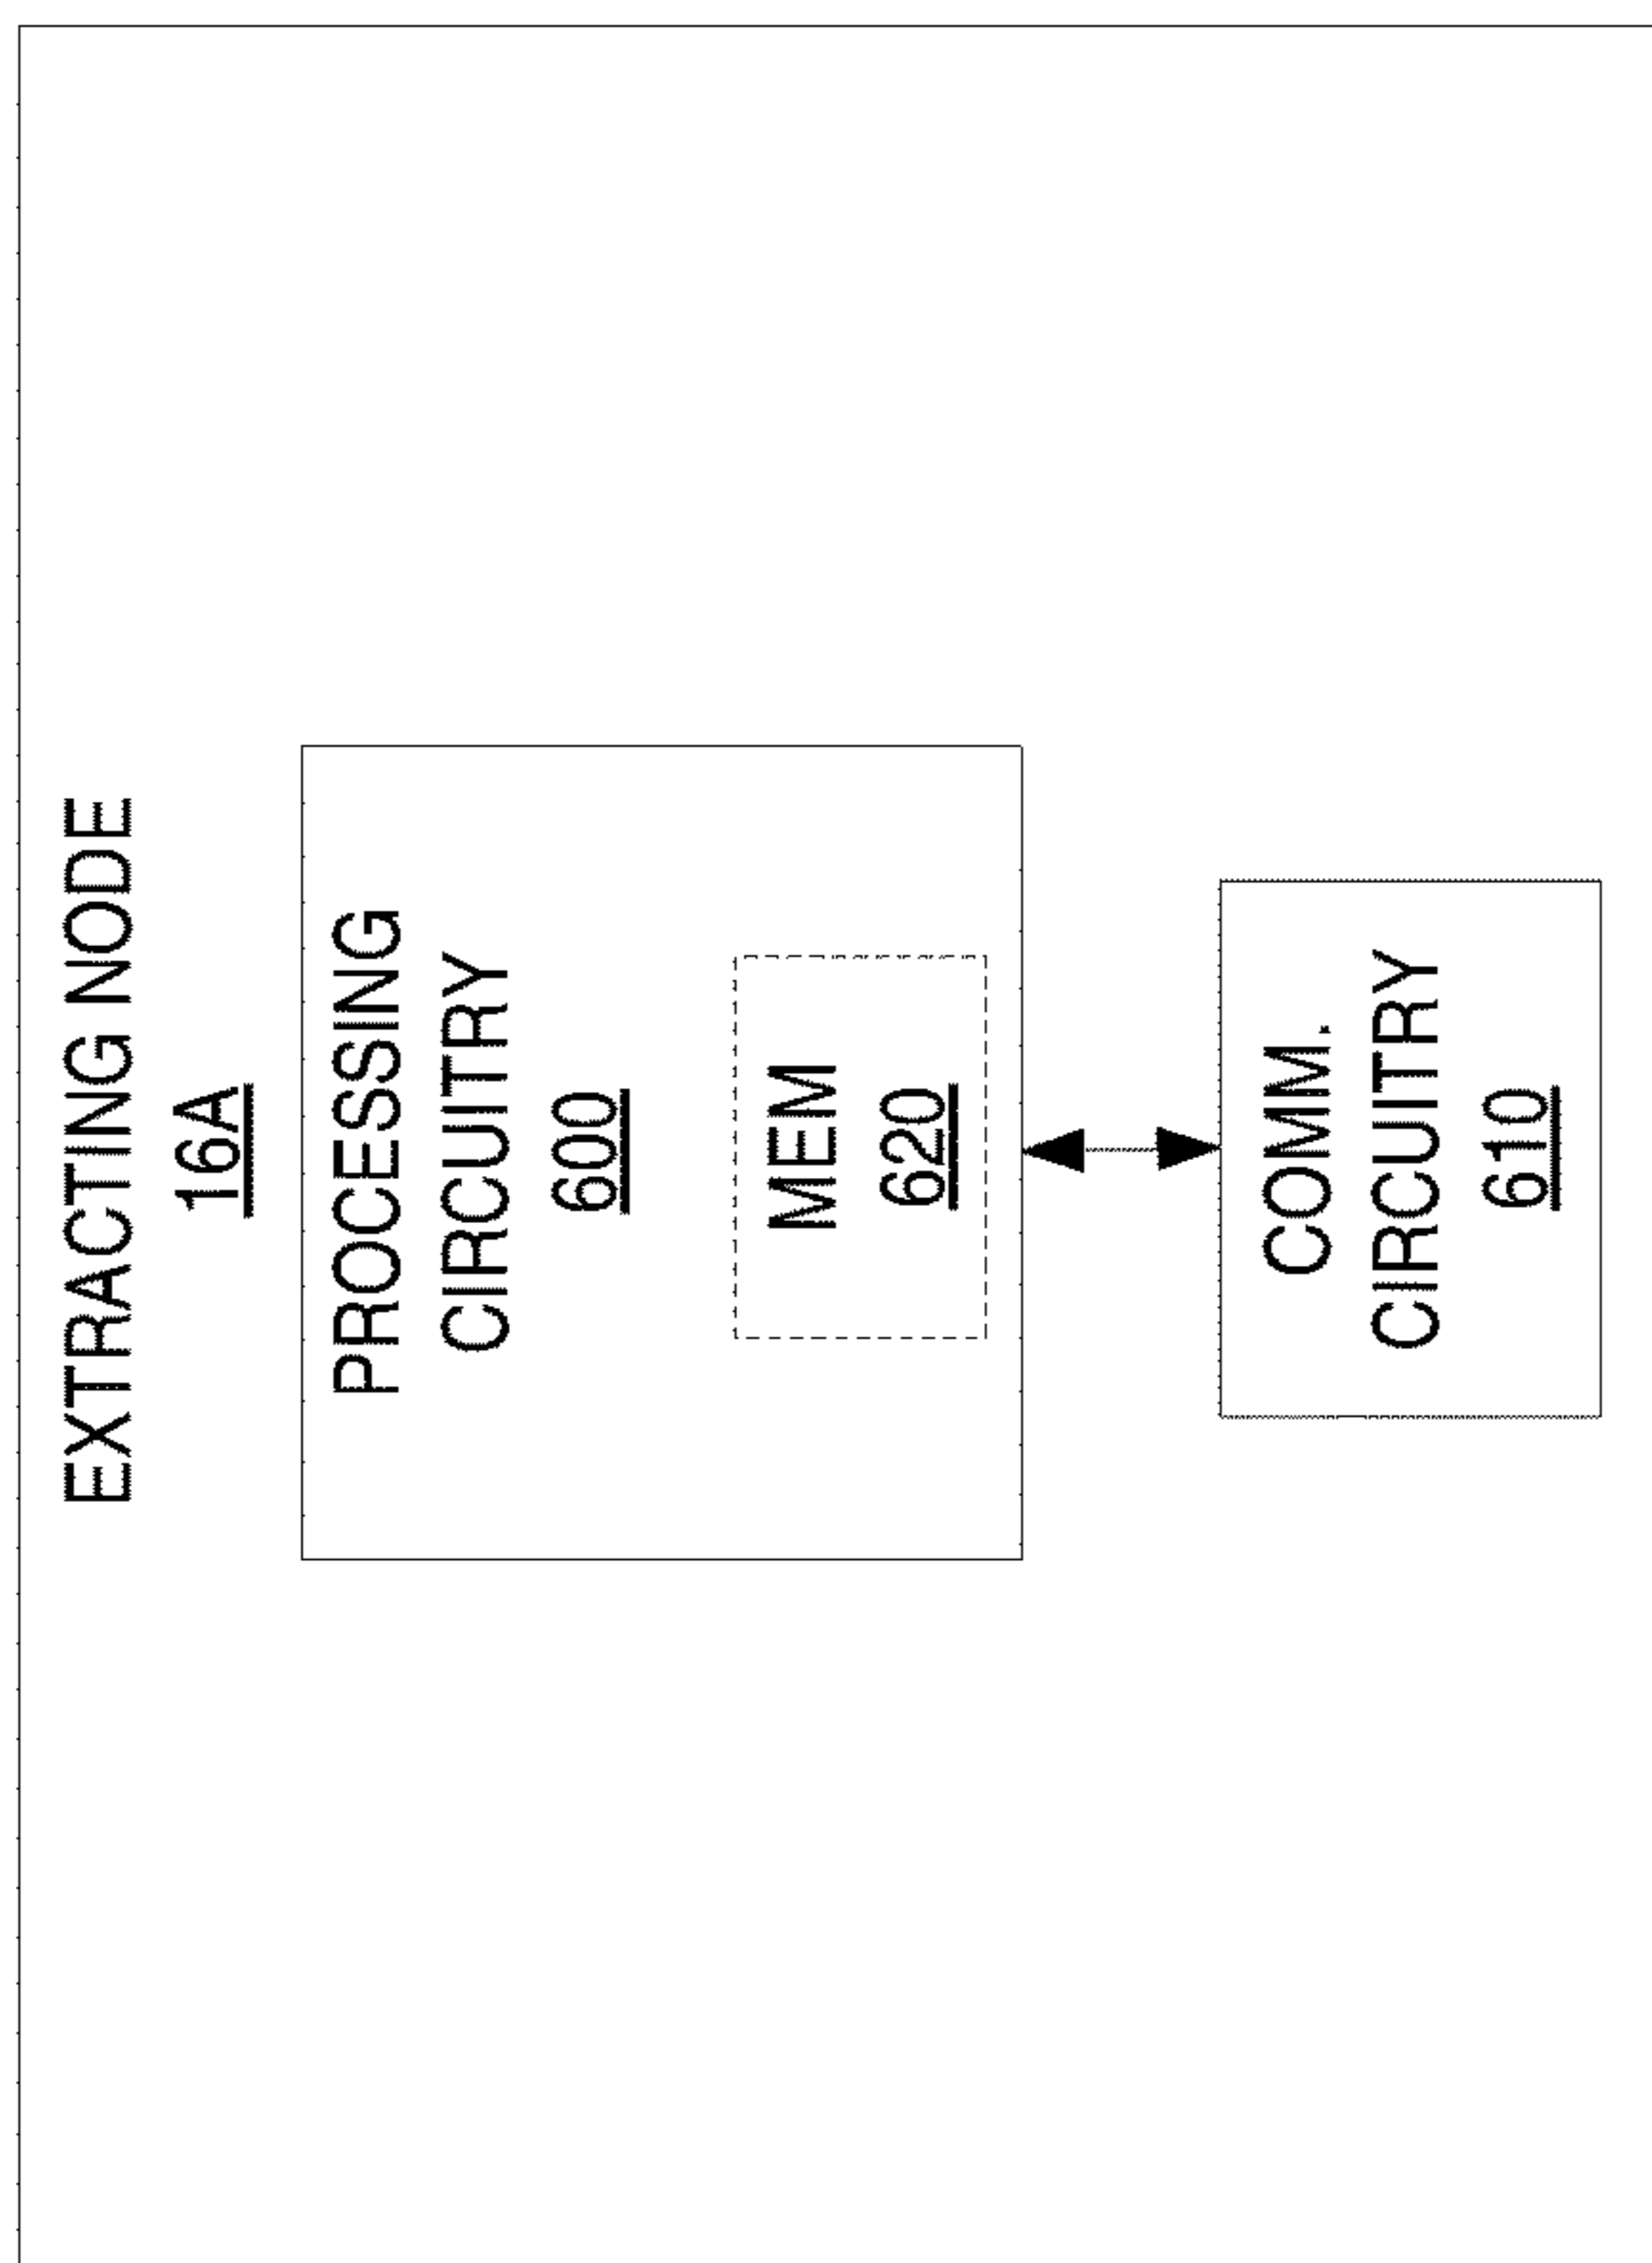 EXTRACTING NODE
16A
PROCESSING
CIRCUITRY
600
MEM
620
COMM.
CIRCUITRY
610